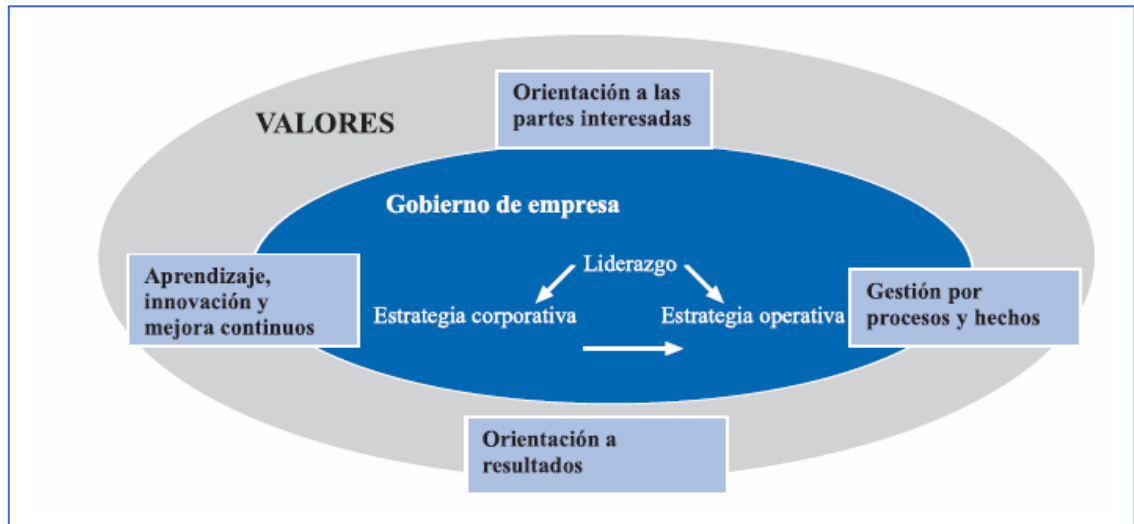 Orientación a las
partes interesadas
VALORES
Gobierno de empresa
Liderazgo
Aprendizaje,
innovación y
mejora continuos
Estrategia corporativa
Estrategia operativa
Gestión por
procesos y hechos
Orientación a
resultados